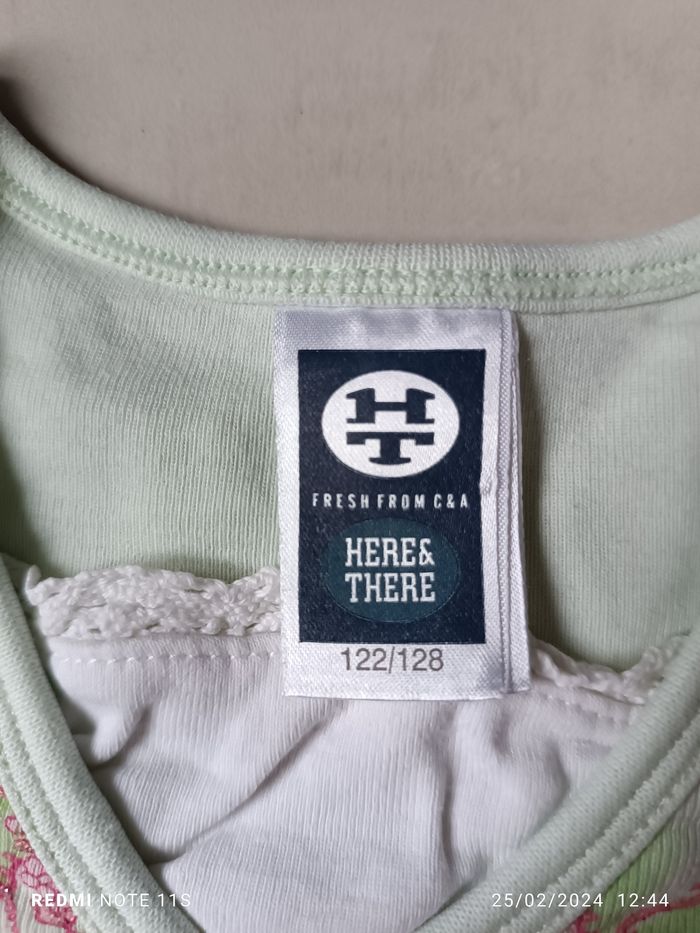 HT
FRESH FROM C&A
HERE&
THERE
122/128
REDMI NOTE 11S
25/02/2024 12:44